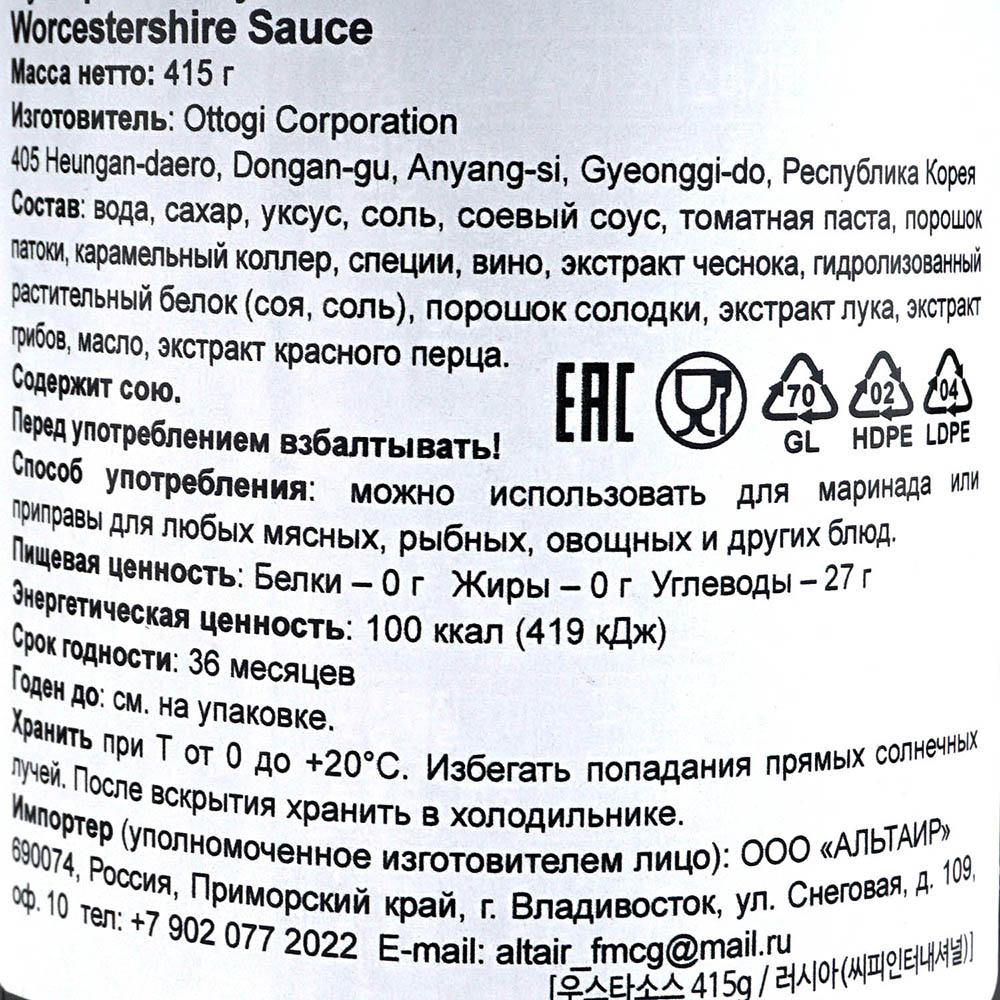 Worcestershire Sauce
Масса нетто: 415 г
Изготовитель: Ottogi Corporation
405 Heungan-daero, Dongan-gu, Anyang-si, Gyeonggi-do, Республика Корея
Состав: вода, сахар, уксус, соль, соевый соус, томатная паста, порошок
патоки, карамельный коллер, специи, вино, экстракт чеснока, гидролизованный
растительный белок (соя, соль), порошок солодки, экстракт лука, экстракт
грибов, масло, экстракт красного перца.
Содержит сою.
EAC
70
02
04
GL
HDPE
LDPE
Перед употреблением взбалтывать!
Способ употребления: можно использовать для маринада или
приправы для любых мясных, рыбных, овощных и других блюд.
Пищевая ценность: Белки – 0 г Жиры – 0 г Углеводы – 27 г
Энергетическая ценность: 100 ккал (419 кДж)
Срок годности: 36 месяцев
Годен до: см. на упаковке.
Хранить при Т от 0 до +20°С. Избегать попадания прямых солнечных
лучей. После вскрытия хранить в холодильнике.
Импортер (уполномоченное изготовителем лицо): ООО «АЛЬТАИР»
690074, Россия, Приморский край, г. Владивосток, ул. Снеговая, д. 109,
оф. 10 тел: +7 902 077 2022 E-mail: altair_fmcg@mail.ru
[우스타소스 415g / 러시아(씨피인터내셔널)]